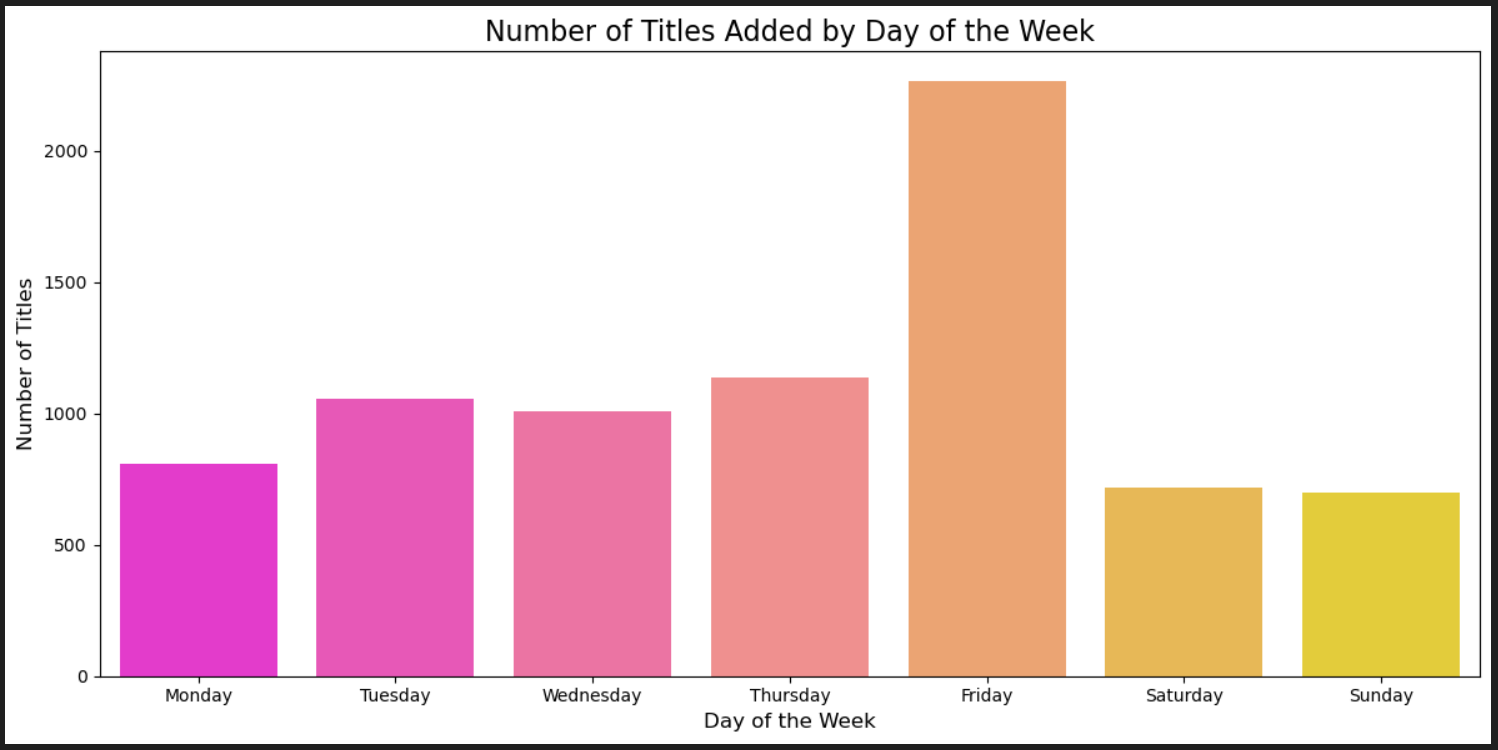 Number of Titles Added by Day of the Week
Number of Titles
2000
1500
1000
500
0
Monday Tuesday Wednesday Thursday Friday Saturday Sunday
Day of the Week